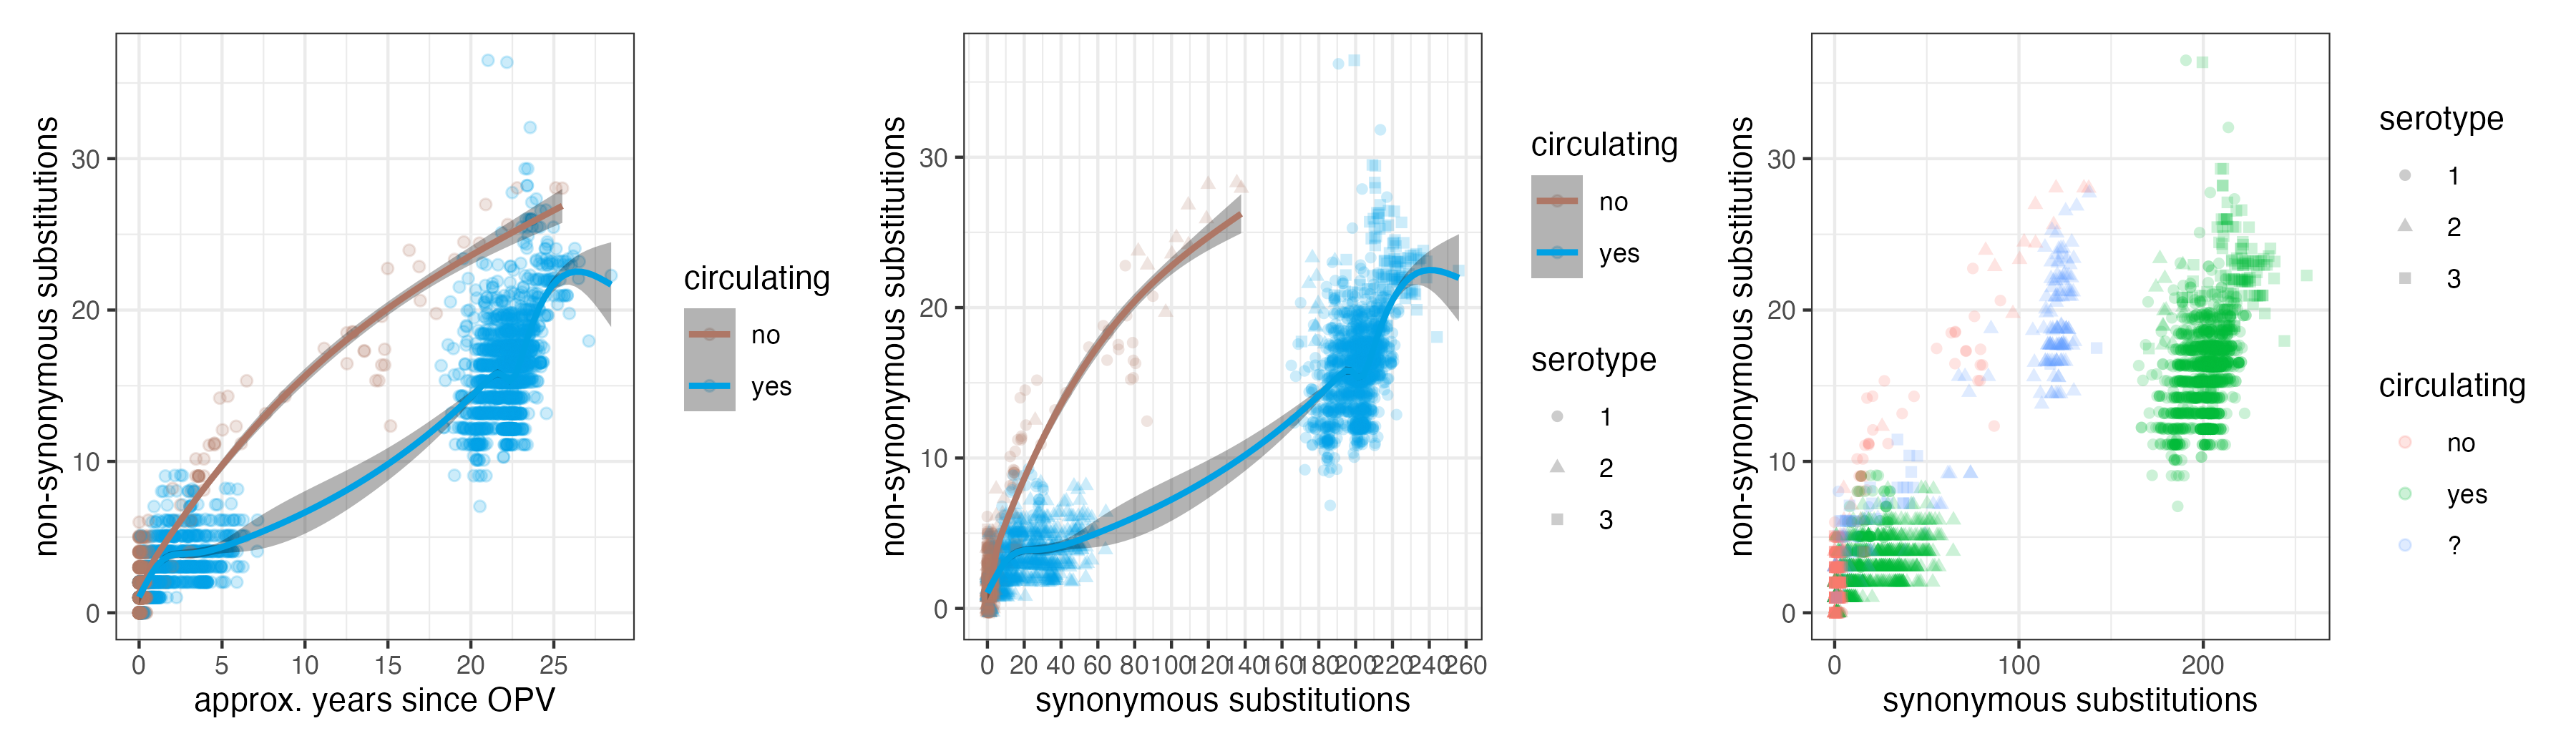 non-synonymous substitutions
30
20
10
0
0 5 10 15 20 25
approx. years since OPV
circulating
no
yes
non-synonymous substitutions
30
20
10
0
0 20 40 60 80 100 120 140 160 180 200 220 240 260
synonymous substitutions
circulating
no
yes
serotype
1
2
3
non-synonymous substitutions
30
20
10
0
0 100 200
synonymous substitutions
serotype
1
2
3
circulating
no
yes
?